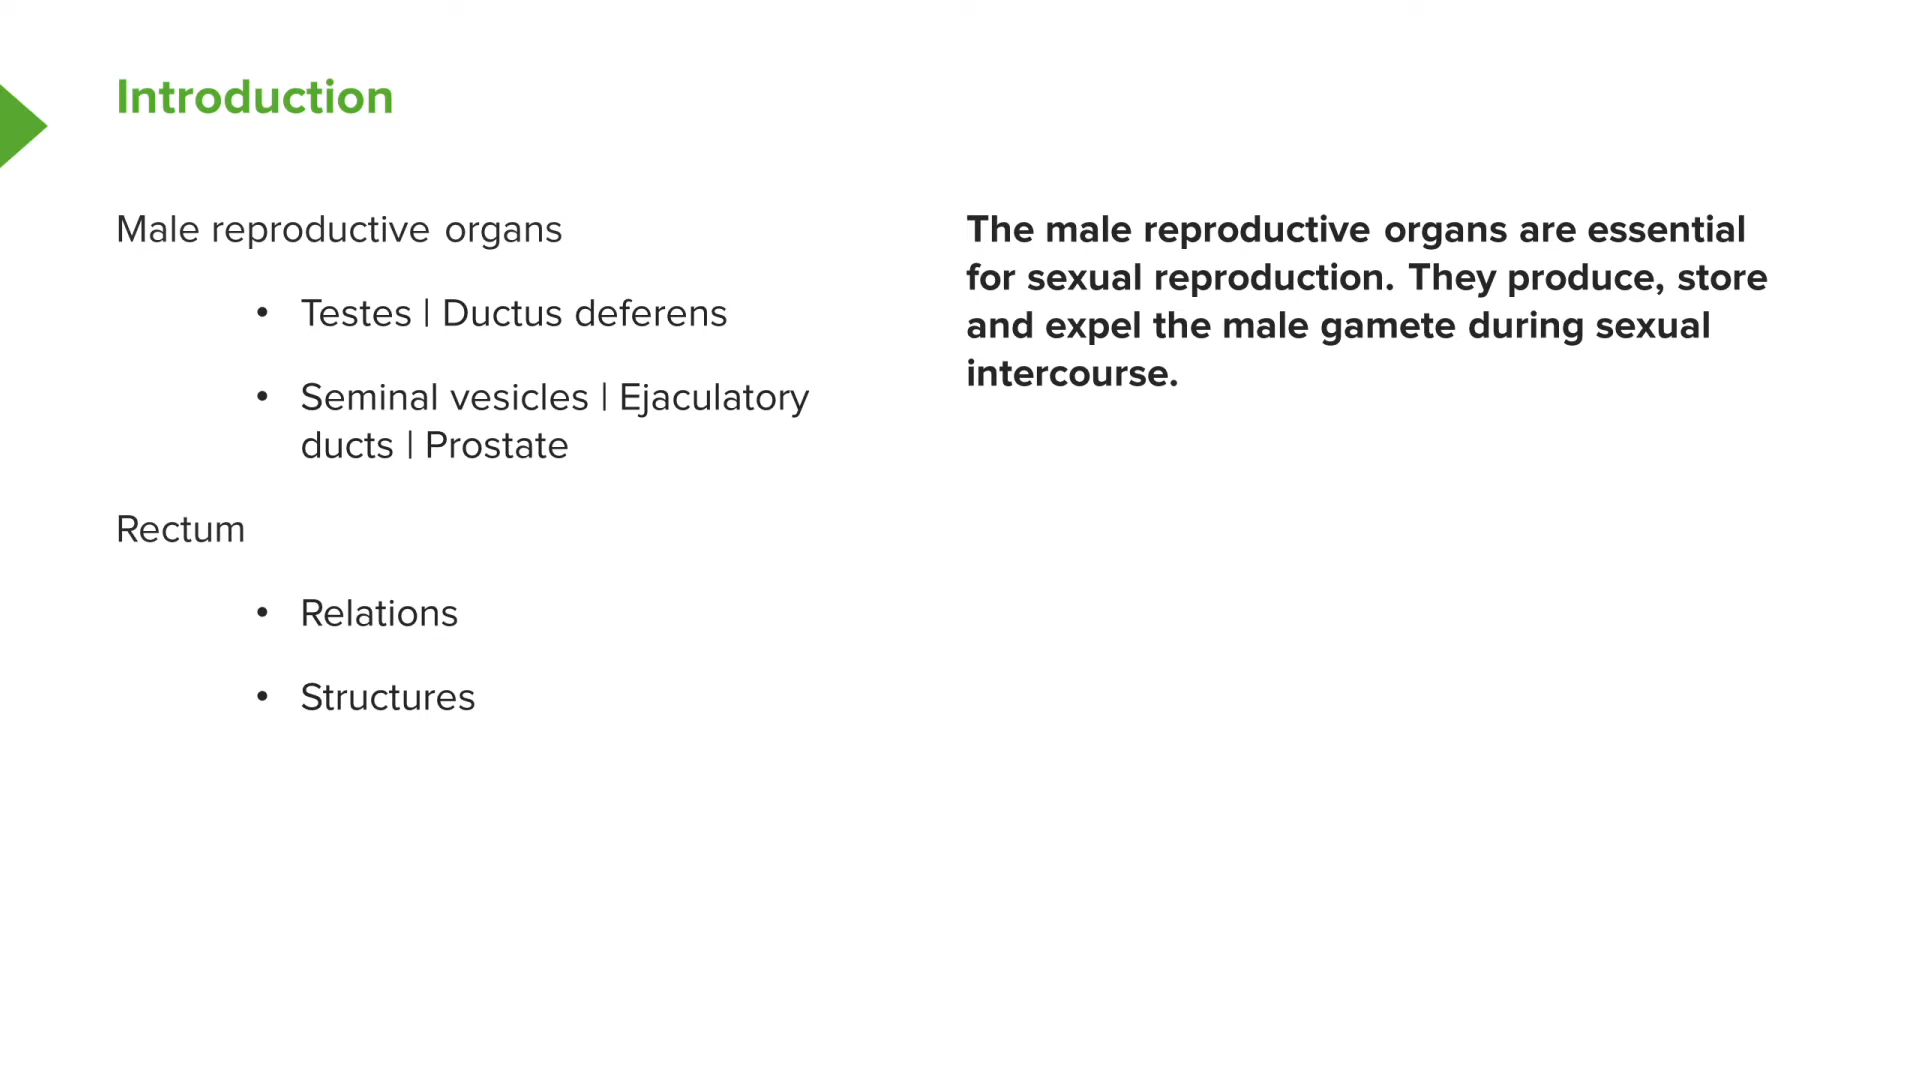 Introduction
Male reproductive organs
• Testes | Ductus deferens
• Seminal vesicles | Ejaculatory
ducts | Prostate
Rectum
• Relations
• Structures
The male reproductive organs are essential
for sexual reproduction. They produce, store
and expel the male gamete during sexual
intercourse.